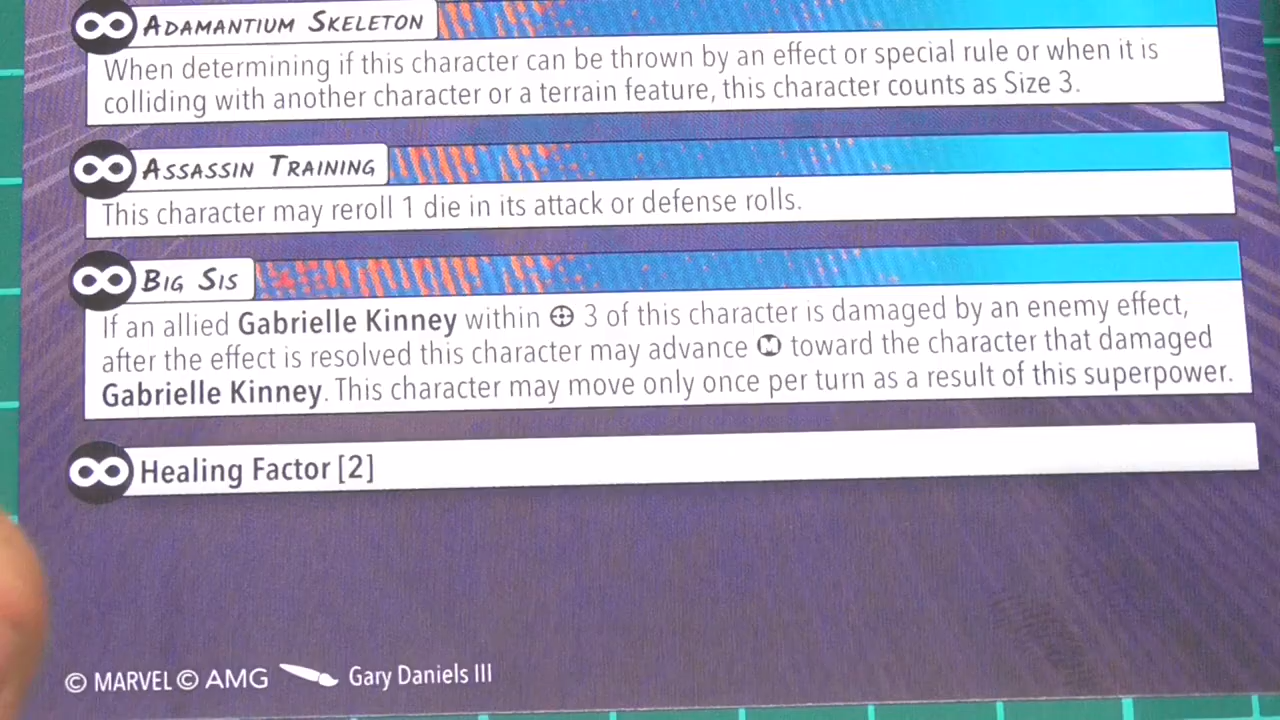 ∞ ADAMANTIUM SKELETON
When determining if this character can be thrown by an effect or special rule or when it is
colliding with another character or a terrain feature, this character counts as Size 3.
∞ ASSASSIN TRAINING
This character may reroll 1 die in its attack or defense rolls.
∞ BIG SIS
If an allied Gabrielle Kinney within 3 of this character is damaged by an enemy effect,
after the effect is resolved this character may advance M toward the character that damaged
Gabrielle Kinney. This character may move only once per turn as a result of this superpower.
∞ Healing Factor [2]
© MARVEL © AMG Gary Daniels III